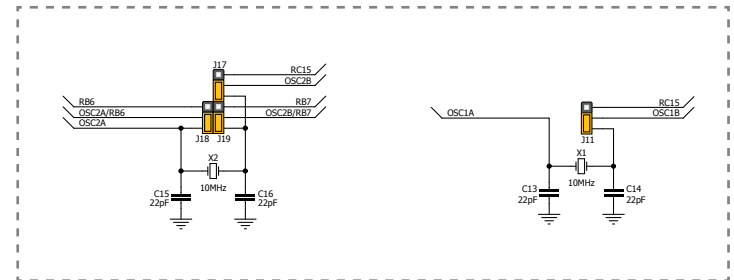 J17
RC15
OSC2B
RB6
RB7
OSC2A/RB6
OSC2B/RB7
OSC2A
J18
J19
X2
10MHz
C15
22pF
C16
22pF
RC15
OSC1A
OSC1B
J11
X1
10MHz
C13
22pF
C14
22pF